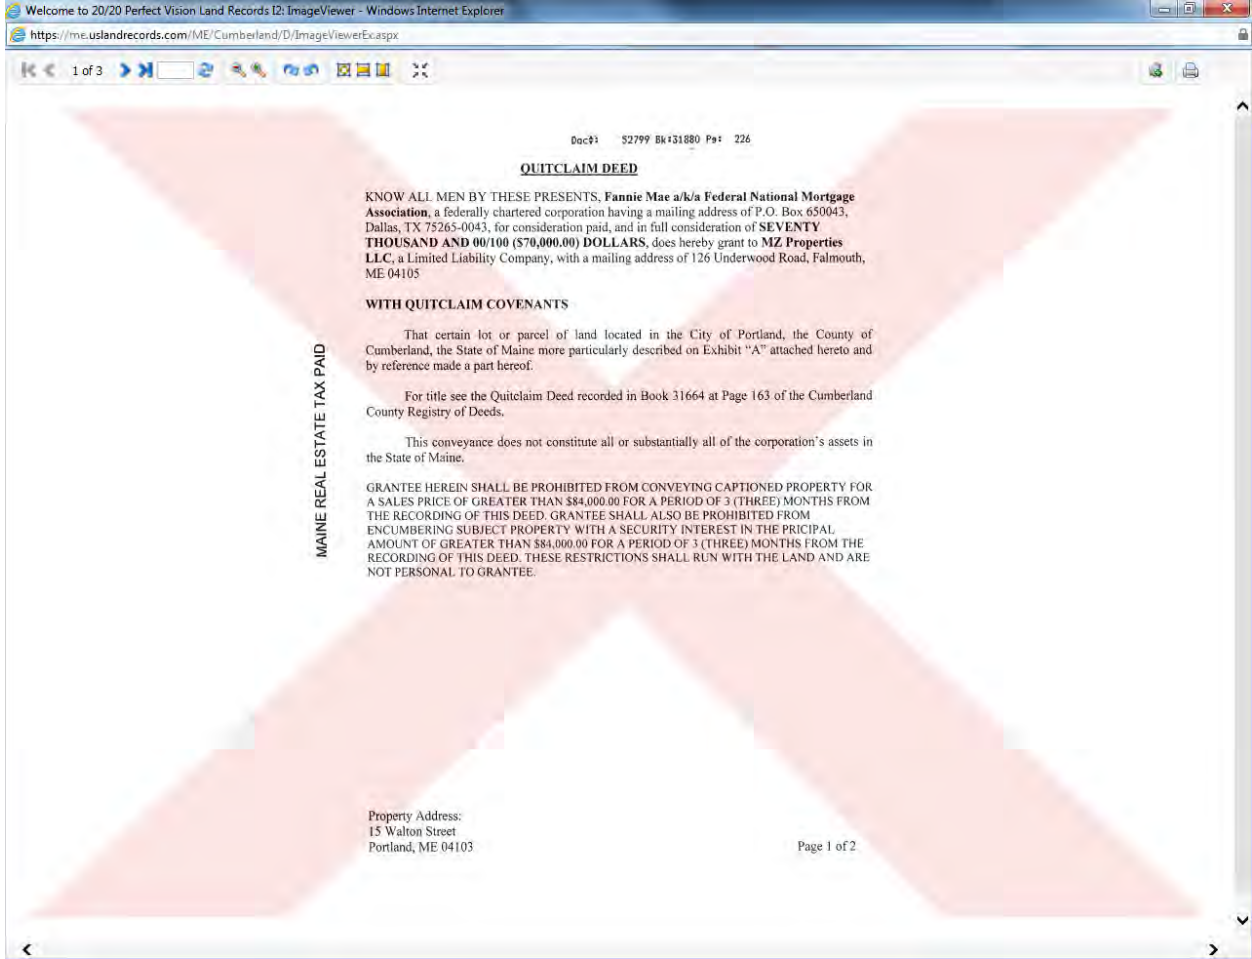 Welcome to 20/20 Perfect Vision Land Records I2: ImageViewer - Windows Internet Explorer
https://me.uslandrecords.com/ME/Cumberland/D/ImageViewerEx.aspx
1 of 3
Doc#: 52799 Bk:31880 Pg: 226
QUITCLAIM DEED
KNOW ALL MEN BY THESE PRESENTS, Fannie Mae a/k/a Federal National Mortgage
Association, a federally chartered corporation having a mailing address of P.O. Box 650043,
Dallas, TX 75265-0043, for consideration paid, and in full consideration of SEVENTY
THOUSAND AND 00/100 ($70,000.00) DOLLARS, does hereby grant to MZ Properties
LLC, a Limited Liability Company, with a mailing address of 126 Underwood Road, Falmouth,
ME 04105
WITH QUITCLAIM COVENANTS
That certain lot or parcel of land located in the City of Portland, the County of
Cumberland, the State of Maine more particularly described on Exhibit "A" attached hereto and
by reference made a part hereof.
For title see the Quitclaim Deed recorded in Book 31664 at Page 163 of the Cumberland
County Registry of Deeds.
This conveyance does not constitute all or substantially all of the corporation's assets in
the State of Maine.
GRANTEE HEREIN SHALL BE PROHIBITED FROM CONVEYING CAPTIONED PROPERTY FOR
A SALES PRICE OF GREATER THAN $84,000.00 FOR A PERIOD OF 3 (THREE) MONTHS FROM
THE RECORDING OF THIS DEED. GRANTEE SHALL ALSO BE PROHIBITED FROM
ENCUMBERING SUBJECT PROPERTY WITH A SECURITY INTEREST IN THE PRICIPAL
AMOUNT OF GREATER THAN $84,000.00 FOR A PERIOD OF 3 (THREE) MONTHS FROM THE
RECORDING OF THIS DEED. THESE RESTRICTIONS SHALL RUN WITH THE LAND AND ARE
NOT PERSONAL TO GRANTEE.
MAINE REAL ESTATE TAX PAID
Property Address:
15 Walton Street
Portland, ME 04103
Page 1 of 2